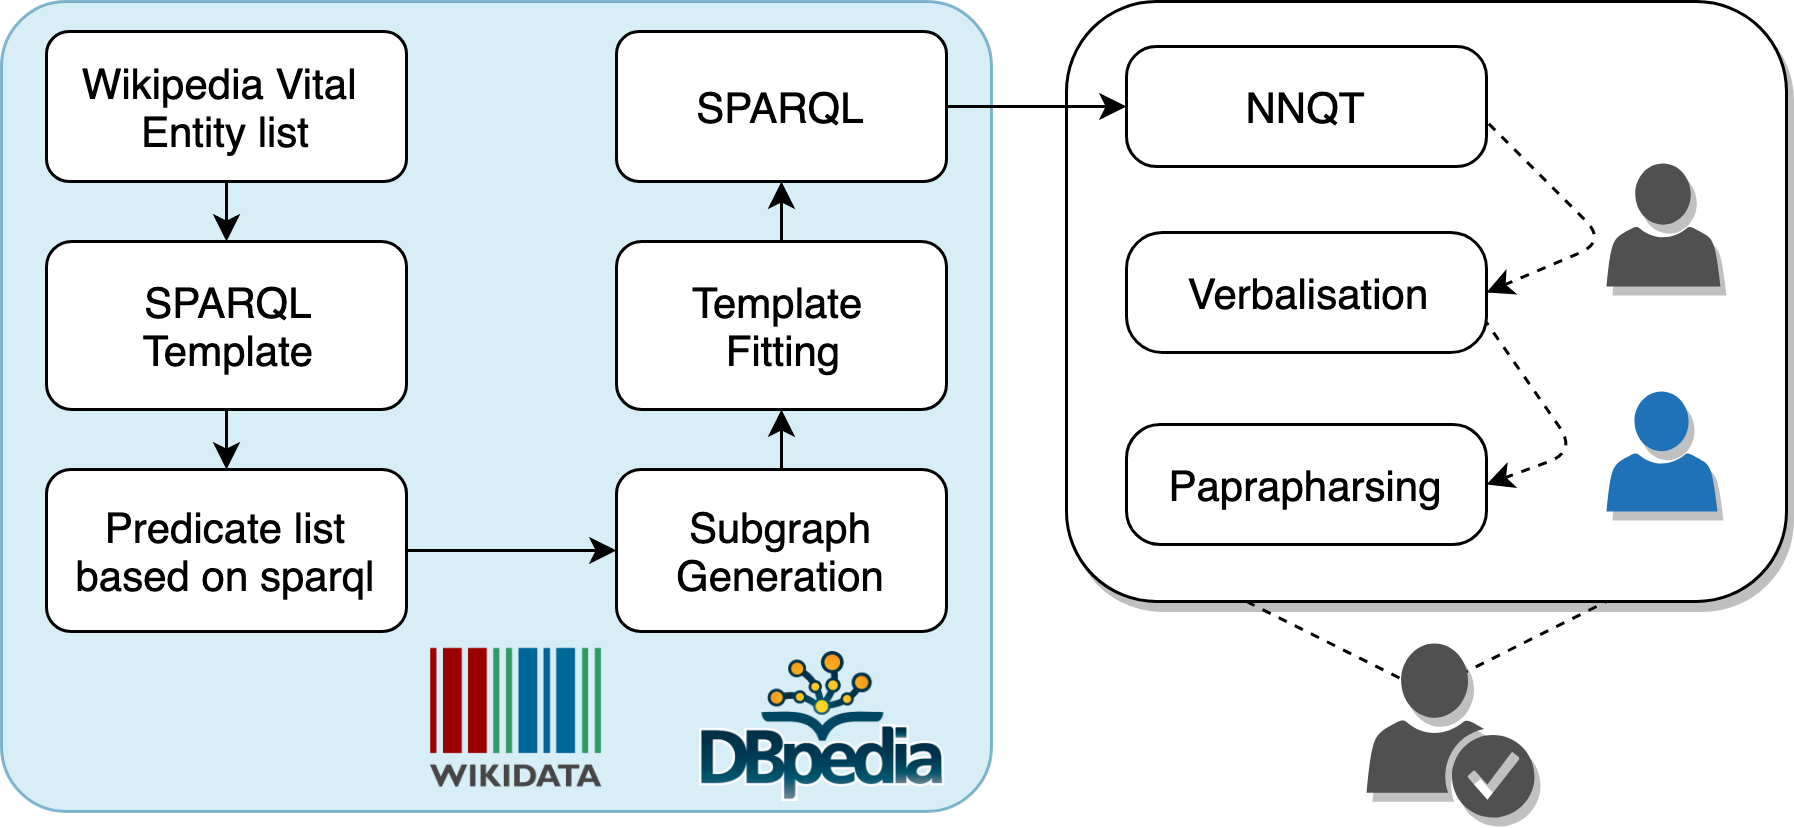 Wikipedia Vital
Entity list
SPARQL
Template
Predicate list
based on sparql
Subgraph
Generation
Template
Fitting
SPARQL
NNQT
Verbalisation
Paprapharsing
WIKIDATA
DBpedia